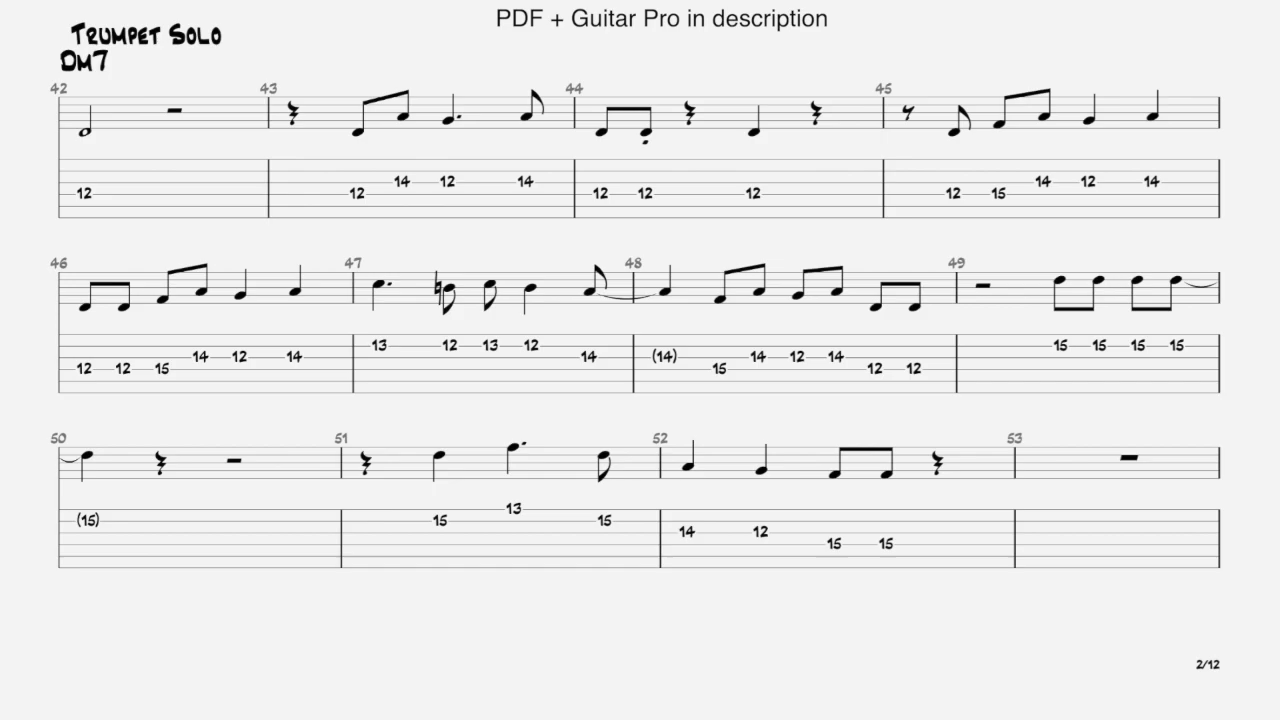 PDF + Guitar Pro in description
TRUMPET SOLO
DM7
42 43 44 45
12 12 14 12 14 12 12 12 12 15 14 12 14
46 47 48 49
12 12 15 14 12 14 13 12 13 12 14 (14) 15 14 12 14 12 12 15 15 15 15
50 51 52 53
(15) 15 13 15 14 12 15 15
2/12